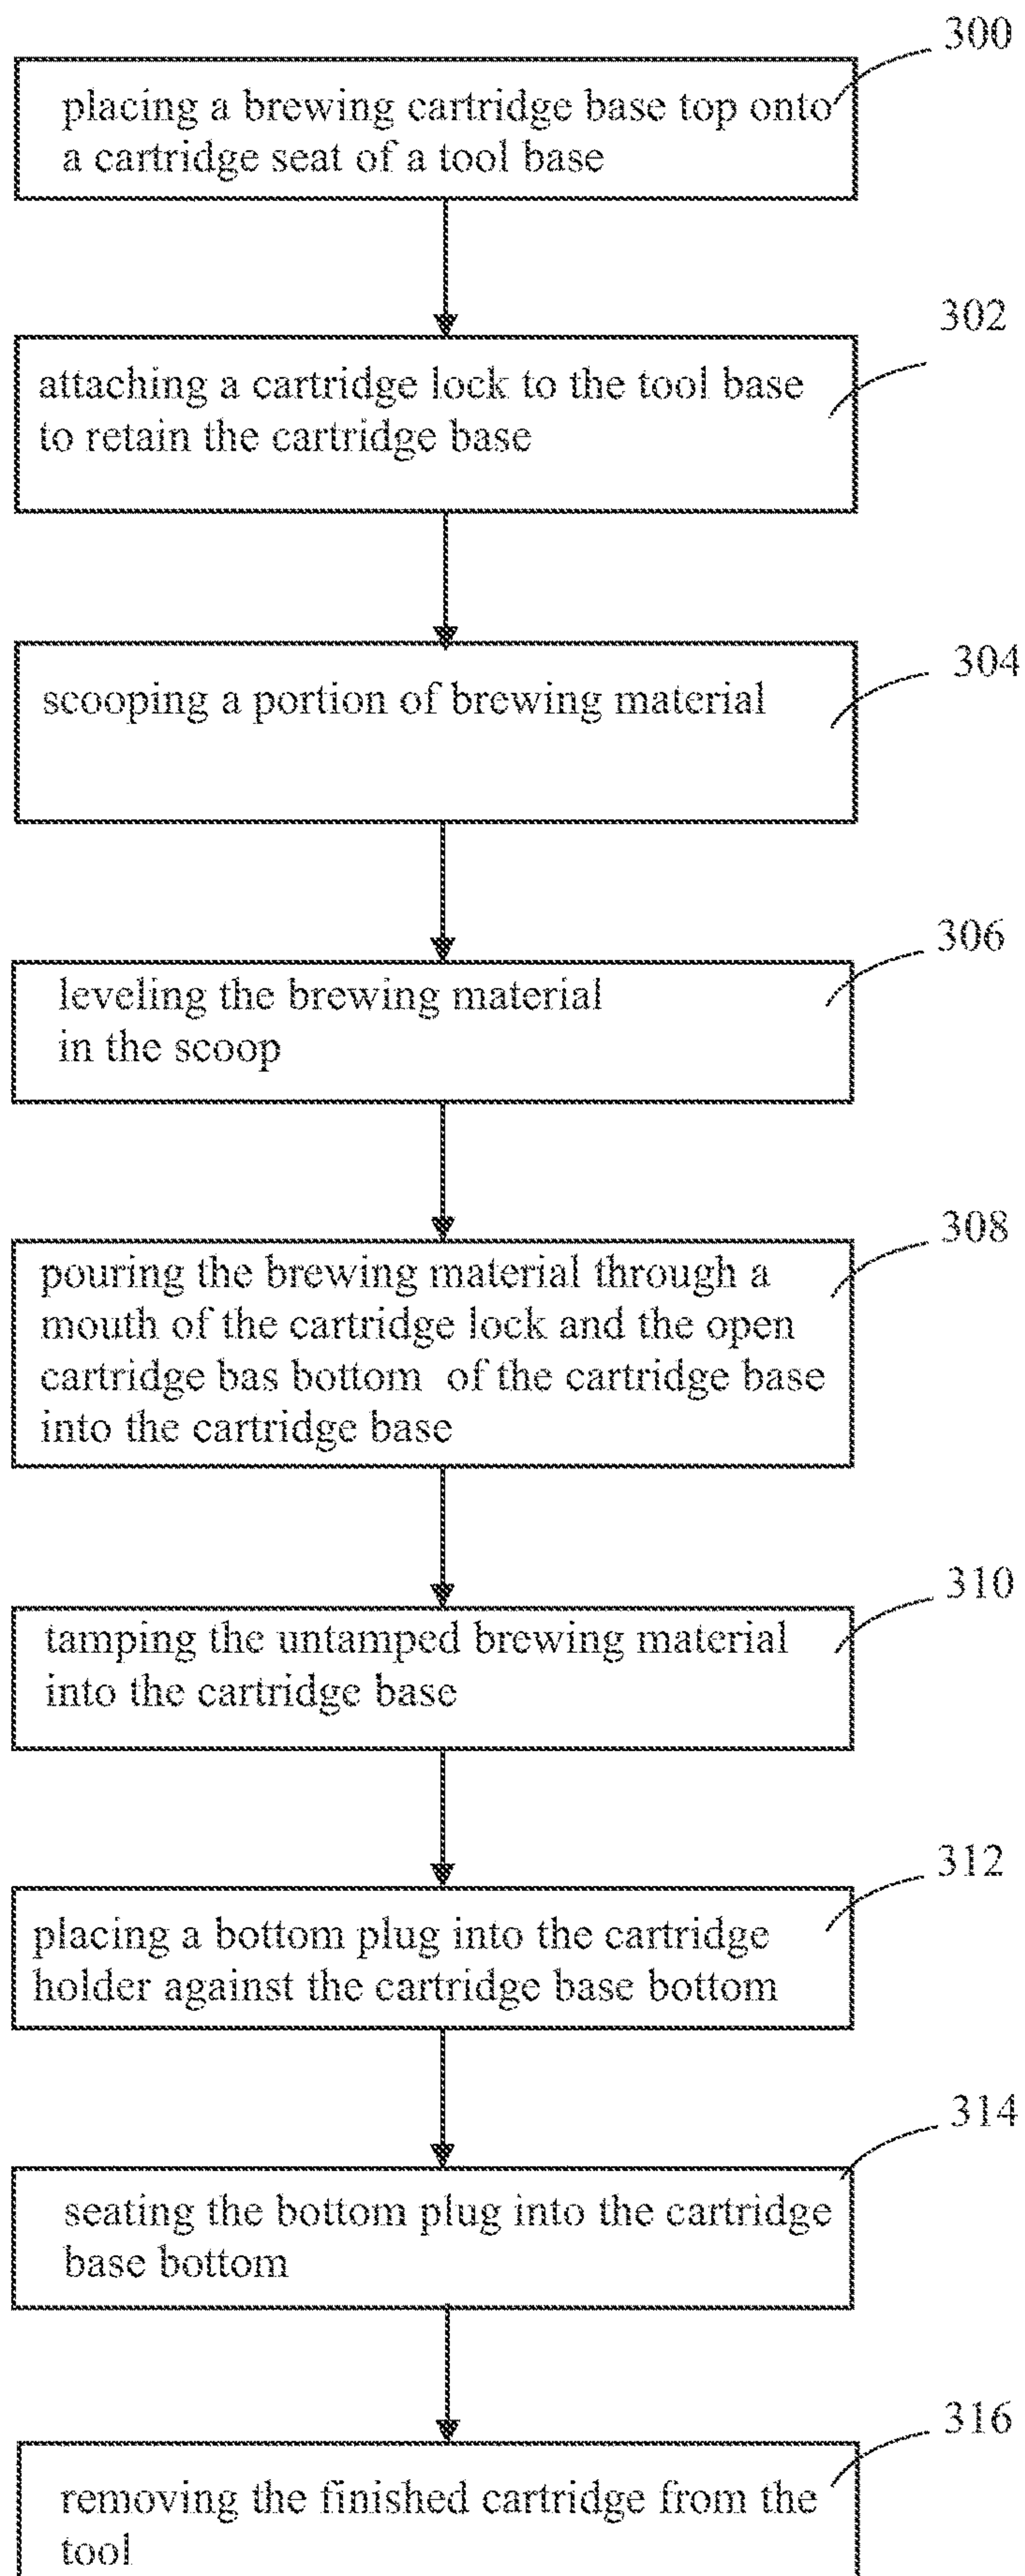 300
placing a brewing cartridge base top onto
a cartridge seat of a tool base
302
attaching a cartridge lock to the tool base
to retain the cartridge base
304
scooping a portion of brewing material
306
leveling the brewing material
in the scoop
308
pouring the brewing material through a
mouth of the cartridge lock and the open
cartridge bas bottom of the cartridge base
into the cartridge base
310
tamping the untamped brewing material
into the cartridge base
312
placing a bottom plug into the cartridge
holder against the cartridge base bottom
314
seating the bottom plug into the cartridge
base bottom
316
removing the finished cartridge from the
tool